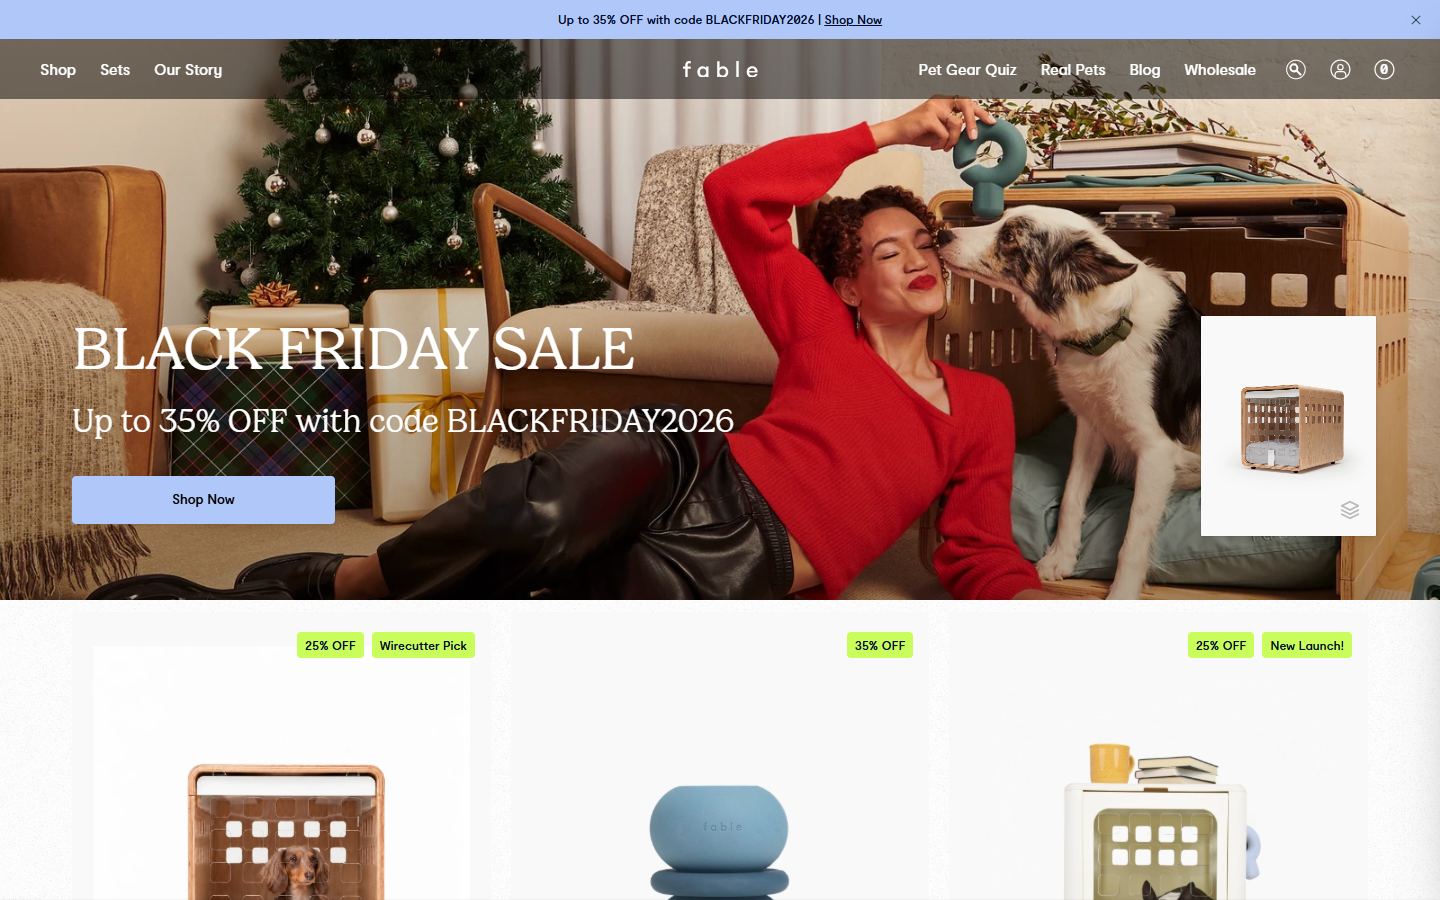 Up to 35% OFF with code BLACKFRIDAY2026 | Shop Now
Shop Sets Our Story
fable
Pet Gear Quiz Real Pets Blog Wholesale 0
BLACK FRIDAY SALE
Up to 35% OFF with code BLACKFRIDAY2026
Shop Now
25% OFF Wirecutter Pick
35% OFF
25% OFF New Launch!
fable